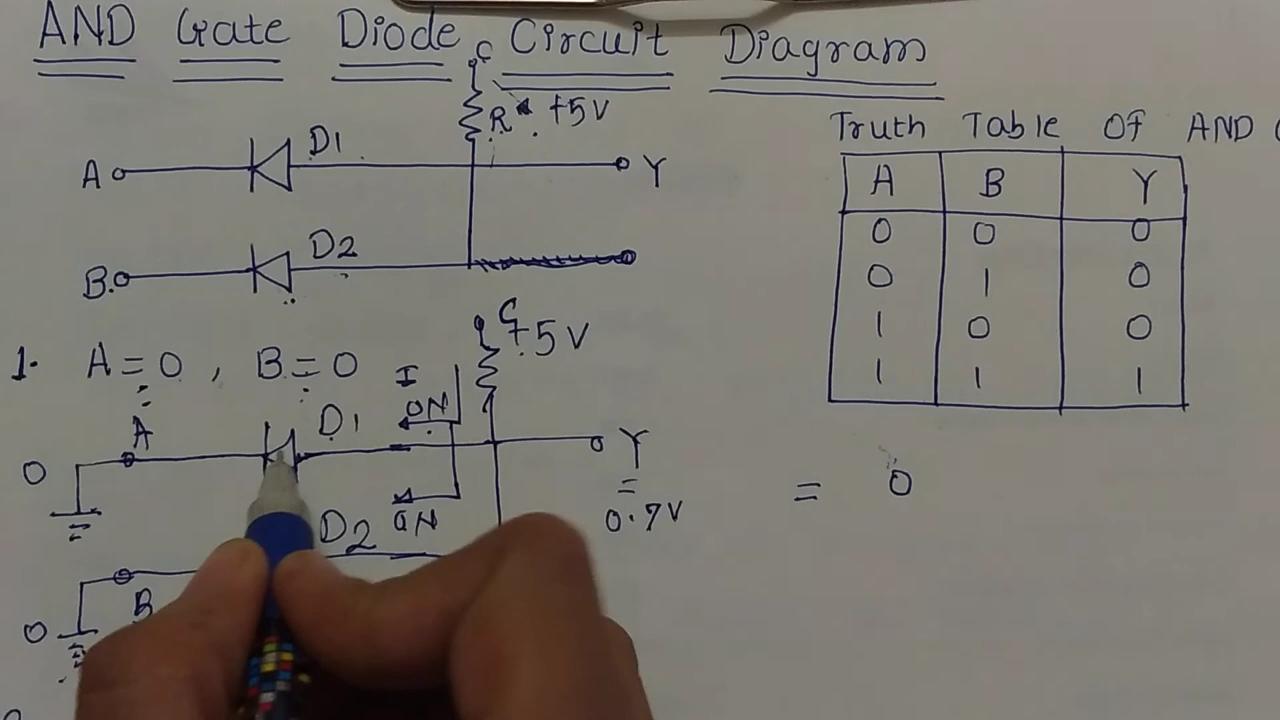 AND Gate Diode Circuit Diagram
C
R +5V
A D1 Y
B D2
Truth Table Of AND
A B Y
0 0 0
0 1 0
1 0 0
1 1 1
1. A = 0 , B = 0
C +5V
I
ON
A D1 Y
0
=
0.7V
= 0
D2 ON
B
0